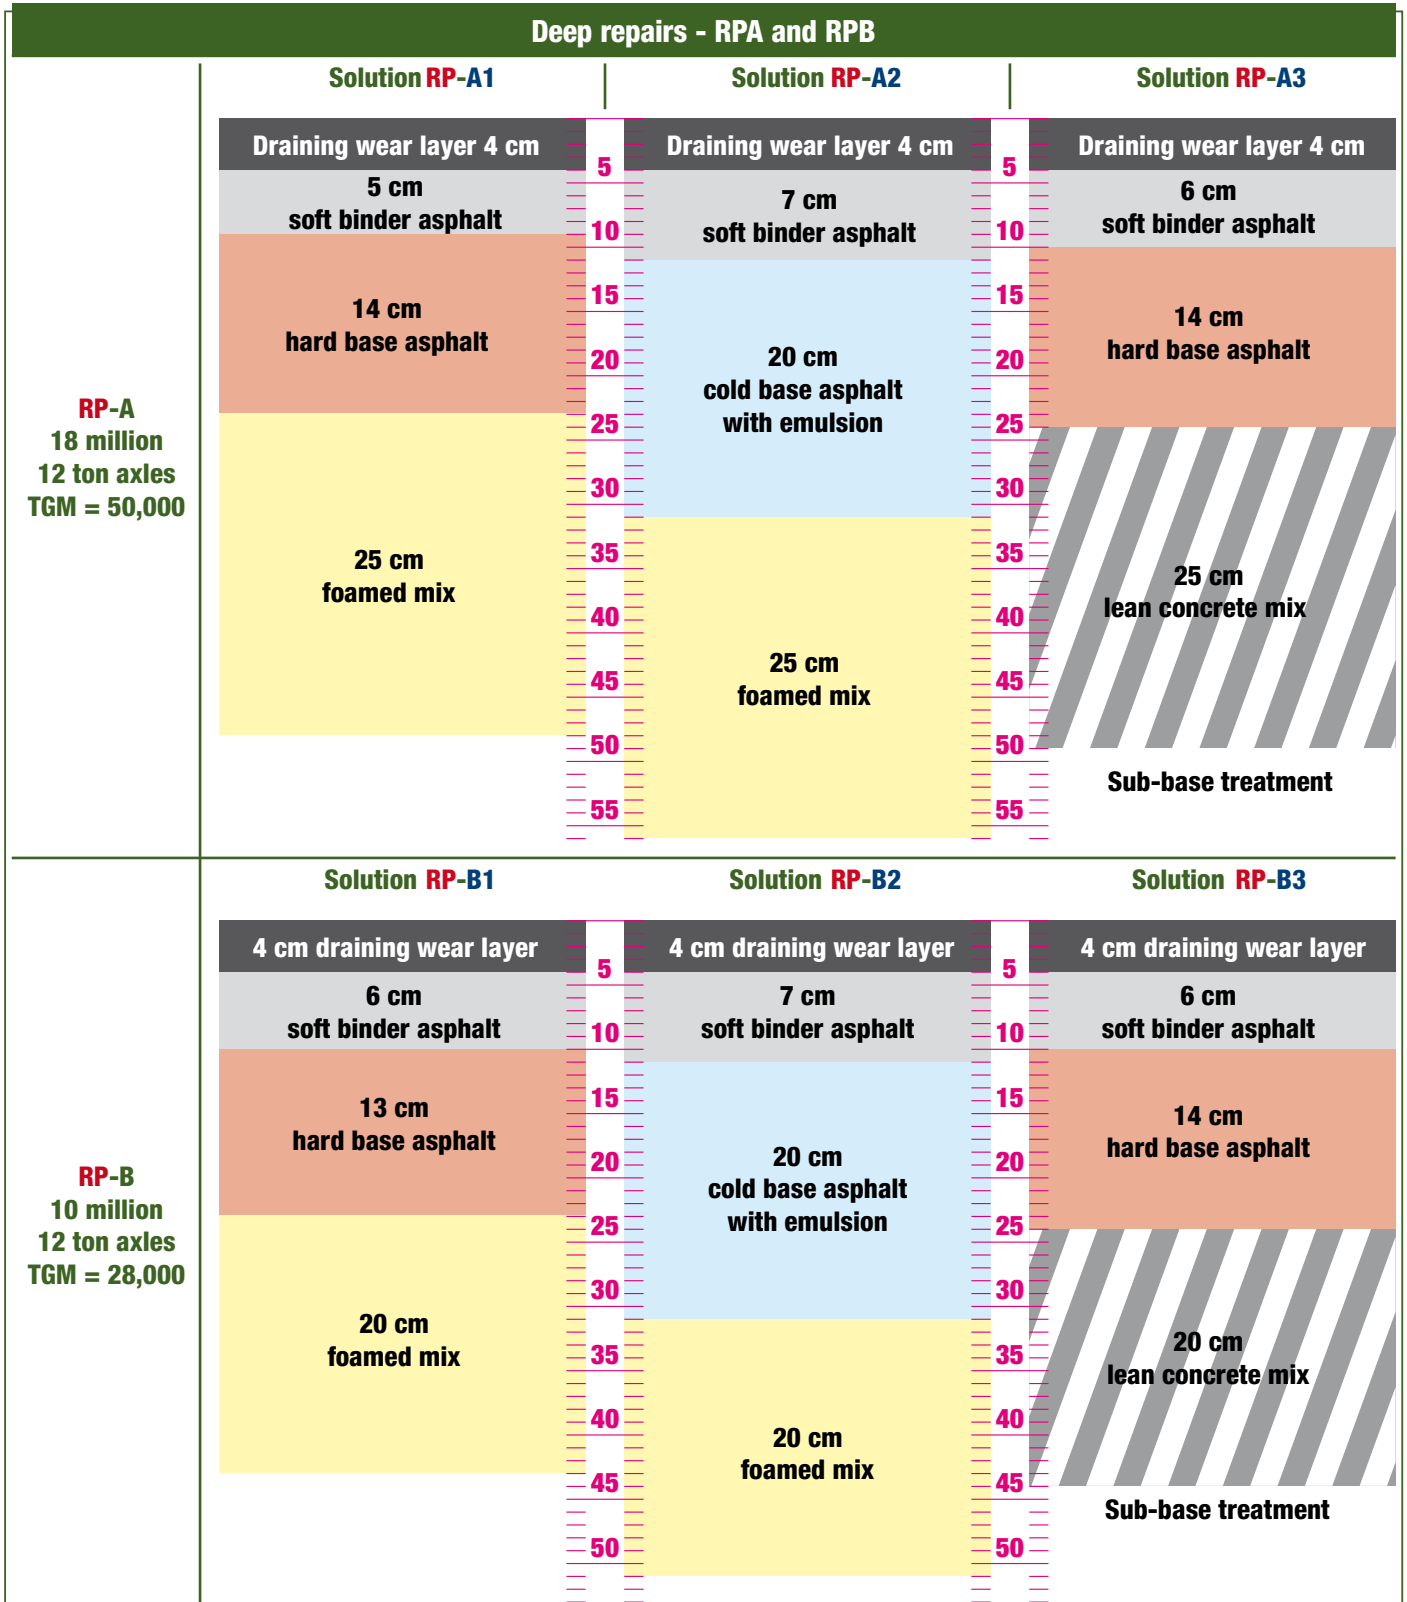 Deep repairs - RPA and RPB
Solution RP-A1
Solution RP-A2
Solution RP-A3
RP-A
18 million
12 ton axles
TGM = 50,000
Draining wear layer 4 cm
5 cm
soft binder asphalt
14 cm
hard base asphalt
25 cm
foamed mix
5
10
15
20
25
30
35
40
45
50
55
Draining wear layer 4 cm
7 cm
soft binder asphalt
20 cm
cold base asphalt
with emulsion
25 cm
foamed mix
5
10
15
20
25
30
35
40
45
50
55
Draining wear layer 4 cm
6 cm
soft binder asphalt
14 cm
hard base asphalt
25 cm
lean concrete mix
Sub-base treatment
Solution RP-B1
Solution RP-B2
Solution RP-B3
RP-B
10 million
12 ton axles
TGM = 28,000
4 cm draining wear layer
6 cm
soft binder asphalt
13 cm
hard base asphalt
20 cm
foamed mix
5
10
15
20
25
30
35
40
45
50
4 cm draining wear layer
7 cm
soft binder asphalt
20 cm
cold base asphalt
with emulsion
20 cm
foamed mix
5
10
15
20
25
30
35
40
45
50
4 cm draining wear layer
6 cm
soft binder asphalt
14 cm
hard base asphalt
20 cm
lean concrete mix
Sub-base treatment